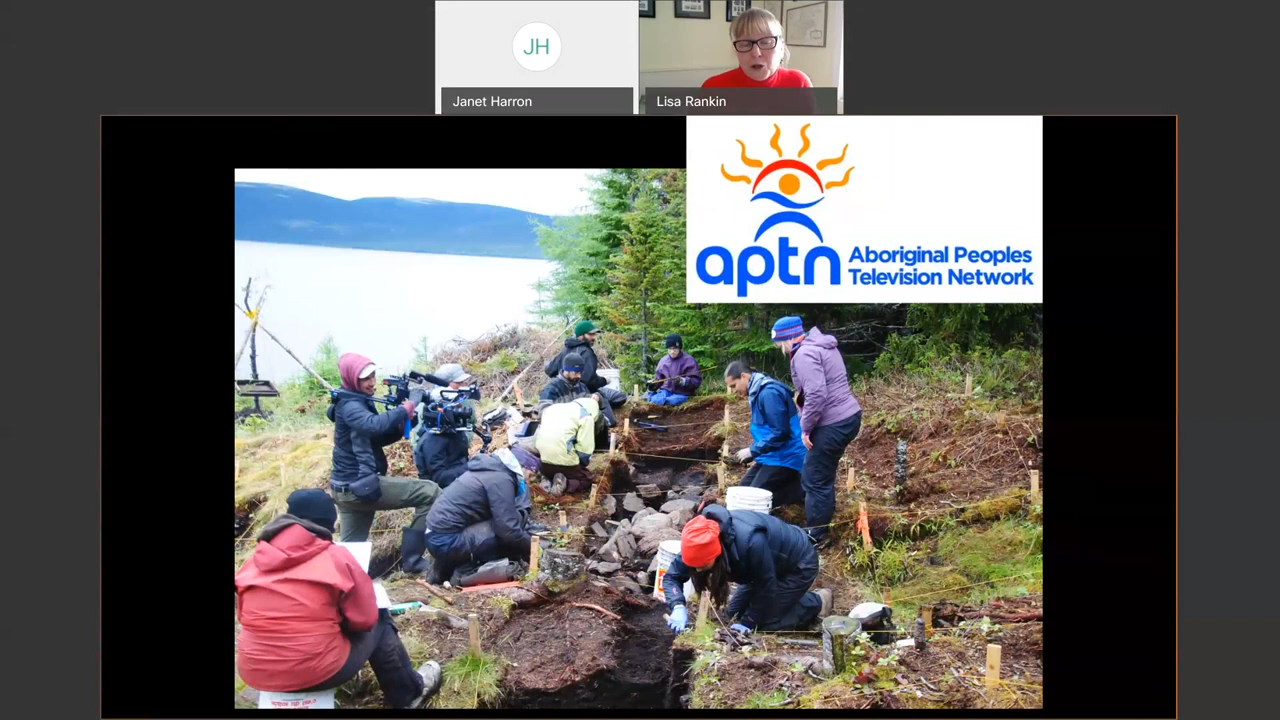 JH
Janet Harron
Lisa Rankin
aptn
Aboriginal Peoples
Television Network